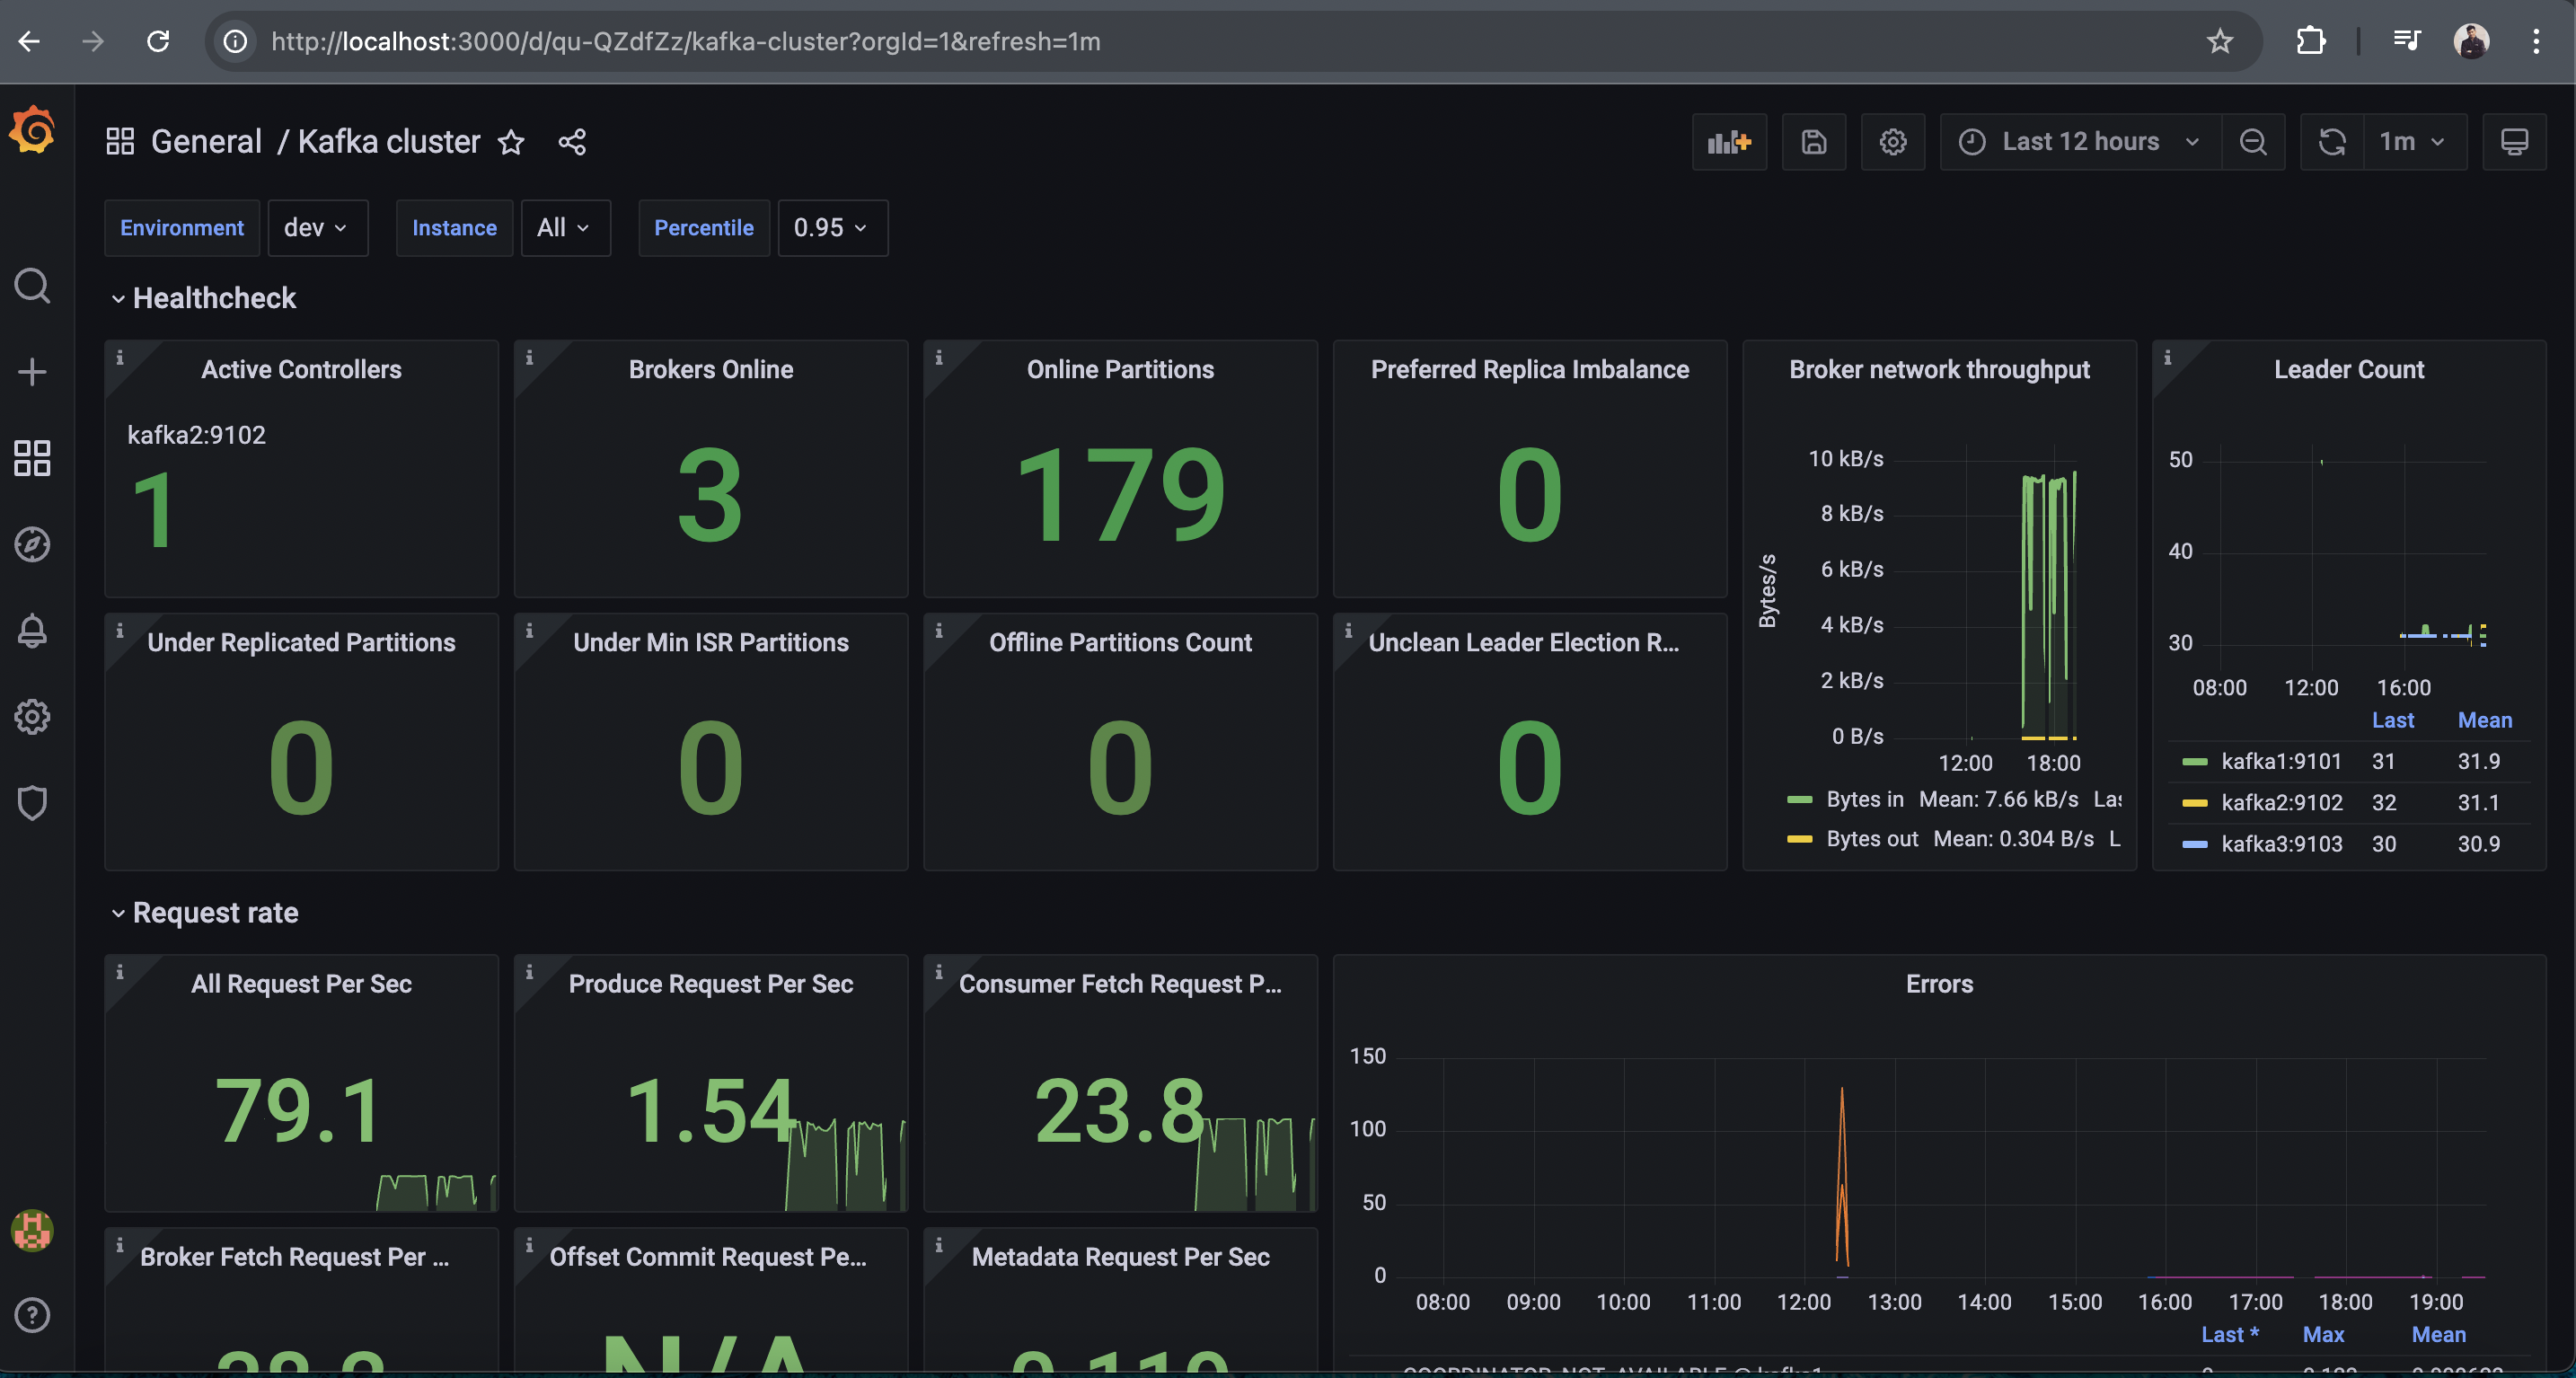 http://localhost:3000/d/qu-QZdfZz/kafka-cluster?orgId=1&refresh=1m
General / Kafka cluster
Last 12 hours
1m
Environment dev Instance All Percentile 0.95
Healthcheck
Active Controllers
kafka2:9102
1
Brokers Online
3
Online Partitions
179
Preferred Replica Imbalance
0
Broker network throughput
Bytes/s
10 kB/s
8 kB/s
6 kB/s
4 kB/s
2 kB/s
0 B/s
12:00 18:00
Bytes in Mean: 7.66 kB/s Las
Bytes out Mean: 0.304 B/s L
Leader Count
50
40
30
08:00 12:00 16:00
Last Mean
kafka1:9101 31 31.9
kafka2:9102 32 31.1
kafka3:9103 30 30.9
Under Replicated Partitions
0
Under Min ISR Partitions
0
Offline Partitions Count
0
Unclean Leader Election R...
0
Request rate
All Request Per Sec
79.1
Produce Request Per Sec
1.54
Consumer Fetch Request P...
23.8
Errors
150
100
50
0
08:00 09:00 10:00 11:00 12:00 13:00 14:00 15:00 16:00 17:00 18:00 19:00
Last * Max Mean
Broker Fetch Request Per ...
Offset Commit Request Pe...
N/A
Metadata Request Per Sec